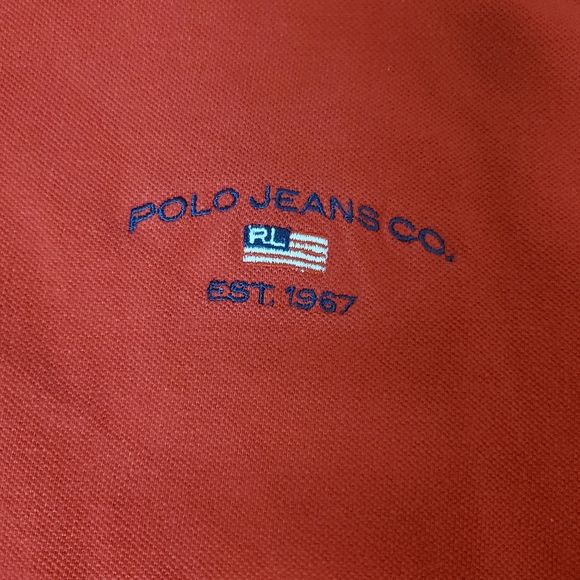 POLO JEANS CO.
RL
EST. 1967